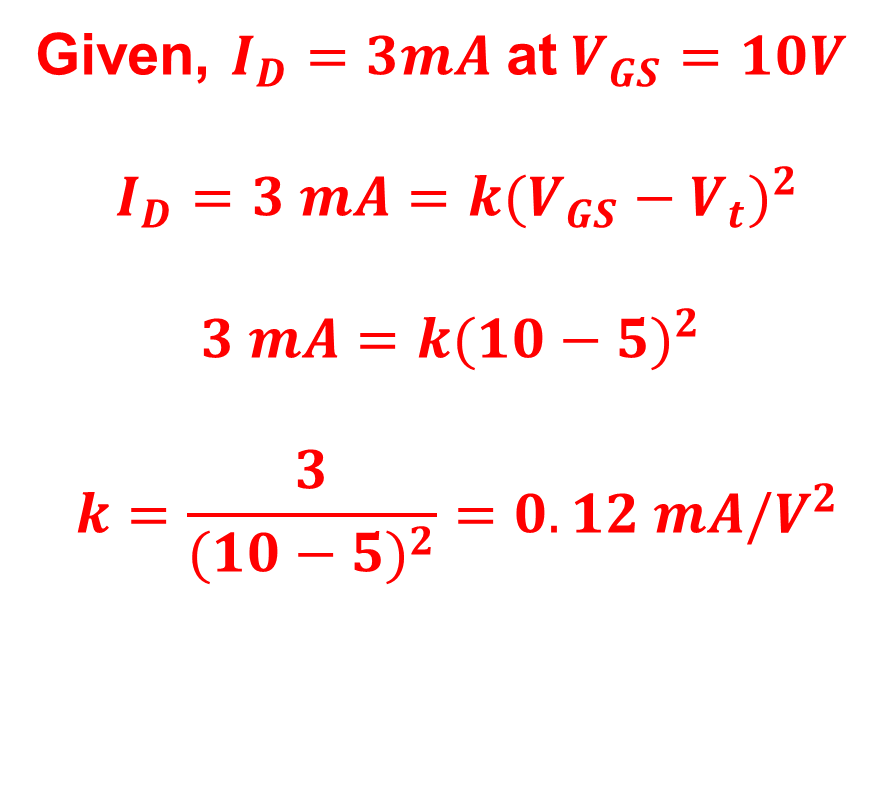 Given, I_D = 3mA at V_GS = 10V
I_D = 3 mA = k(V_GS − V_t)²
3 mA = k(10 − 5)²
k = 3/(10 − 5)² = 0.12 mA/V²